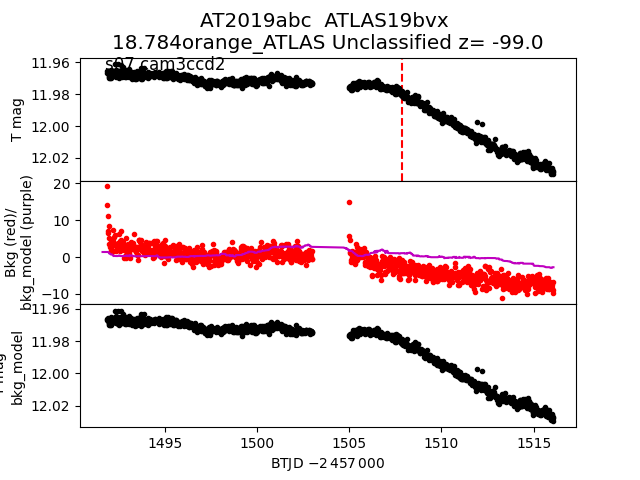 AT2019abc ATLAS19bvx
18.784orange_ATLAS Unclassified z= -99.0
s07 cam3ccd2
11.96
11.98
12.00
12.02
T mag
20
10
0
−10
Bkg (red)/
bkg_model (purple)
11.96
11.98
12.00
12.02
mag
bkg_model
1495
1500
1505
1510
1515
BTJD −2 457 000